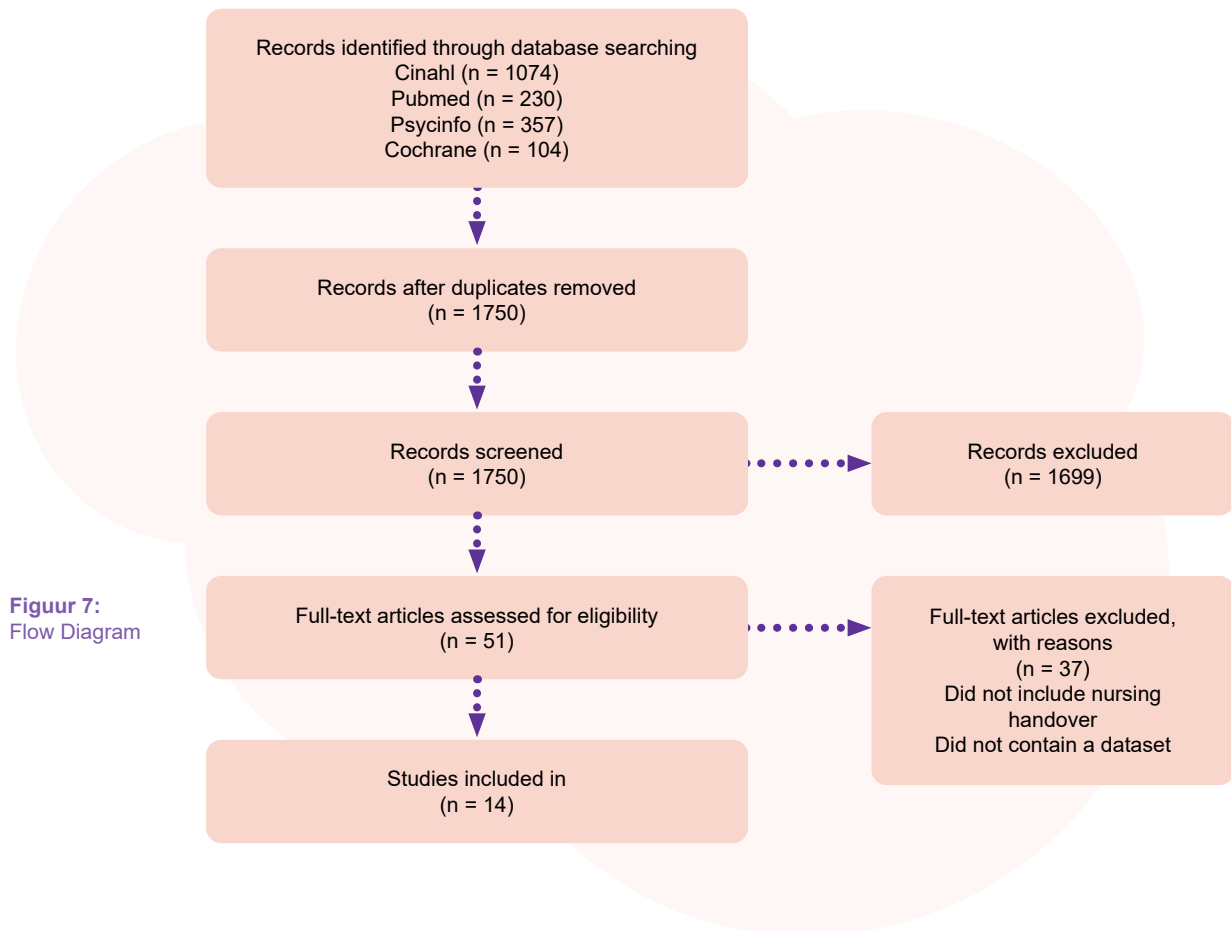 Records identified through database searching
Cinahl (n = 1074)
Pubmed (n = 230)
Psycinfo (n = 357)
Cochrane (n = 104)
Records after duplicates removed
(n = 1750)
Records screened
(n = 1750)
Records excluded
(n = 1699)
Figuur 7:
Flow Diagram
Full-text articles assessed for eligibility
(n = 51)
Full-text articles excluded,
with reasons
(n = 37)
Did not include nursing
handover
Did not contain a dataset
Studies included in
(n = 14)